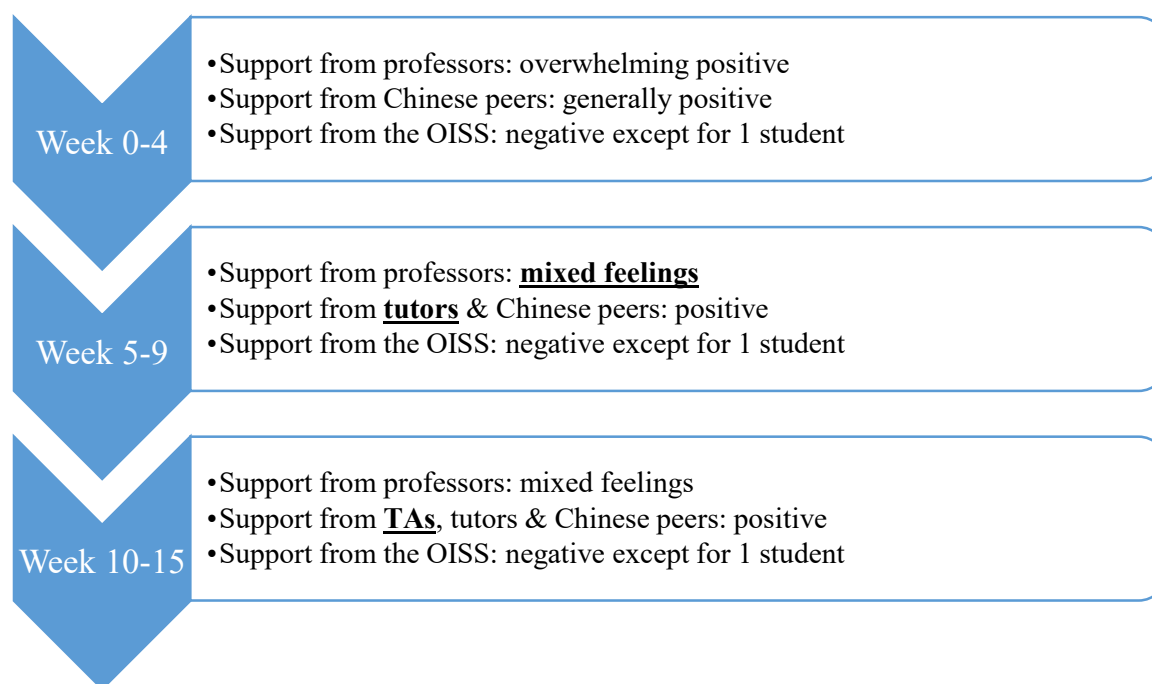 Week 0-4
•Support from professors: overwhelming positive
•Support from Chinese peers: generally positive
•Support from the OISS: negative except for 1 student
Week 5-9
•Support from professors: mixed feelings
•Support from tutors & Chinese peers: positive
•Support from the OISS: negative except for 1 student
Week 10-15
•Support from professors: mixed feelings
•Support from TAs, tutors & Chinese peers: positive
•Support from the OISS: negative except for 1 student